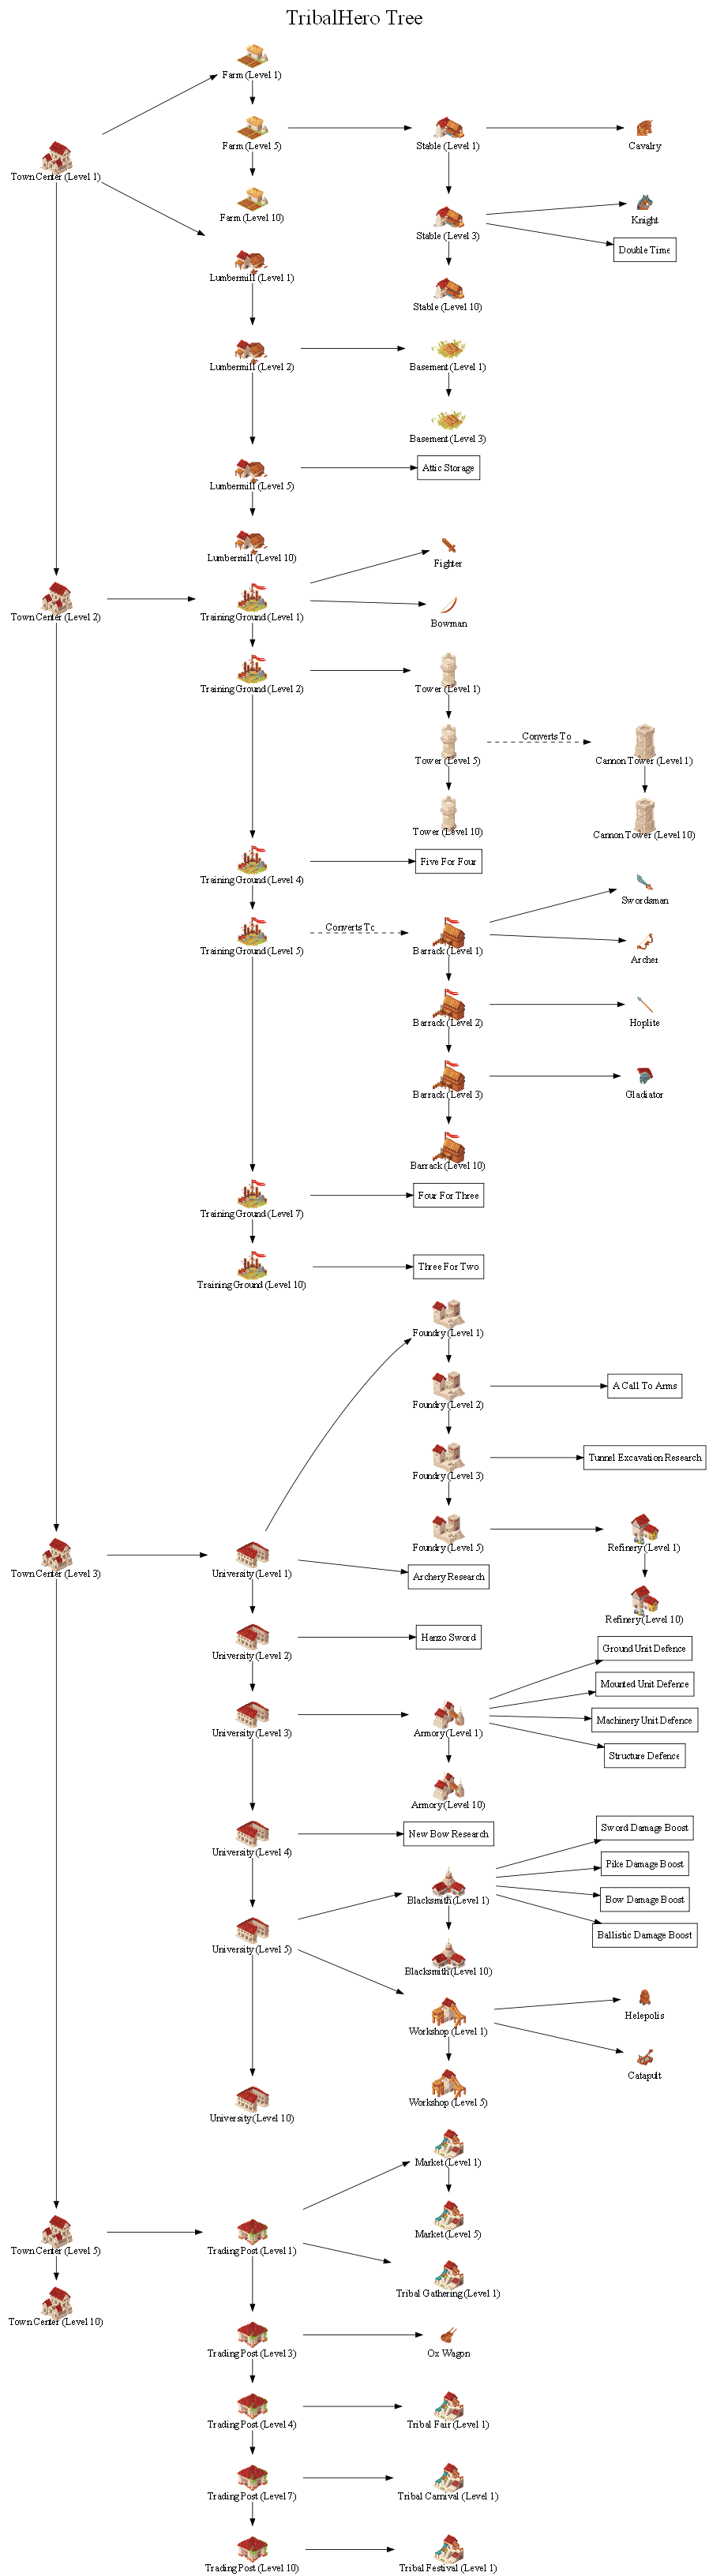 TribalHero Tree
Farm (Level 1)
Farm (Level 5)
Stable (Level 1)
Cavalry
Town Center (Level 1)
Farm (Level 10)
Stable (Level 3)
Knight
Double Time
Lumbermill (Level 1)
Stable (Level 10)
Lumbermill (Level 2)
Basement (Level 1)
Basement (Level 3)
Lumbermill (Level 5)
Attic Storage
Lumbermill (Level 10)
Fighter
Town Center (Level 2)
Training Ground (Level 1)
Bowman
Training Ground (Level 2)
Tower (Level 1)
Tower (Level 5)
Converts To
Cannon Tower (Level 1)
Tower (Level 10)
Cannon Tower (Level 10)
Training Ground (Level 4)
Five For Four
Swordsman
Training Ground (Level 5)
Converts To
Barrack (Level 1)
Archer
Barrack (Level 2)
Hoplite
Barrack (Level 3)
Gladiator
Barrack (Level 10)
Training Ground (Level 7)
Four For Three
Training Ground (Level 10)
Three For Two
Foundry (Level 1)
Foundry (Level 2)
A Call To Arms
Foundry (Level 3)
Tunnel Excavation Research
Foundry (Level 5)
Refinery (Level 1)
Town Center (Level 3)
University (Level 1)
Archery Research
Refinery (Level 10)
University (Level 2)
Hanzo Sword
Ground Unit Defence
Mounted Unit Defence
University (Level 3)
Armory (Level 1)
Machinery Unit Defence
Structure Defence
Armory (Level 10)
University (Level 4)
New Bow Research
Sword Damage Boost
Pike Damage Boost
Blacksmith (Level 1)
Bow Damage Boost
University (Level 5)
Ballistic Damage Boost
Blacksmith (Level 10)
Helepolis
Workshop (Level 1)
Catapult
Workshop (Level 5)
University (Level 10)
Market (Level 1)
Market (Level 5)
Town Center (Level 5)
Trading Post (Level 1)
Tribal Gathering (Level 1)
Town Center (Level 10)
Trading Post (Level 3)
Ox Wagon
Trading Post (Level 4)
Tribal Fair (Level 1)
Trading Post (Level 7)
Tribal Carnival (Level 1)
Trading Post (Level 10)
Tribal Festival (Level 1)